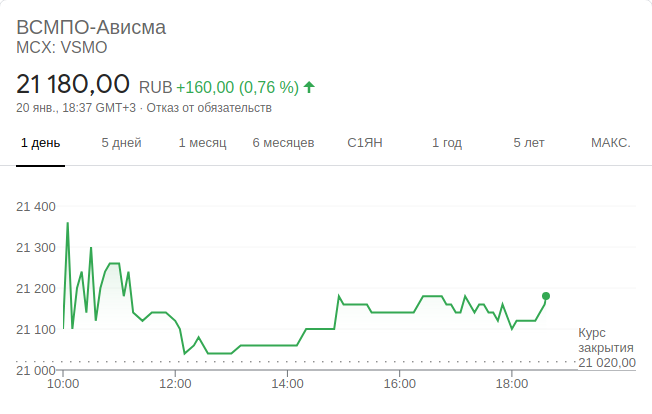 ВСМПО-Ависма
MCX: VSMO
21 180,00 RUB +160,00 (0,76 %)
20 янв., 18:37 GMT+3 · Отказ от обязательств
1 день 5 дней 1 месяц 6 месяцев С1ЯН 1 год 5 лет МАКС.
21 400
21 300
21 200
21 100
21 000
Курс
закрытия
21 020,00
10:00 12:00 14:00 16:00 18:00